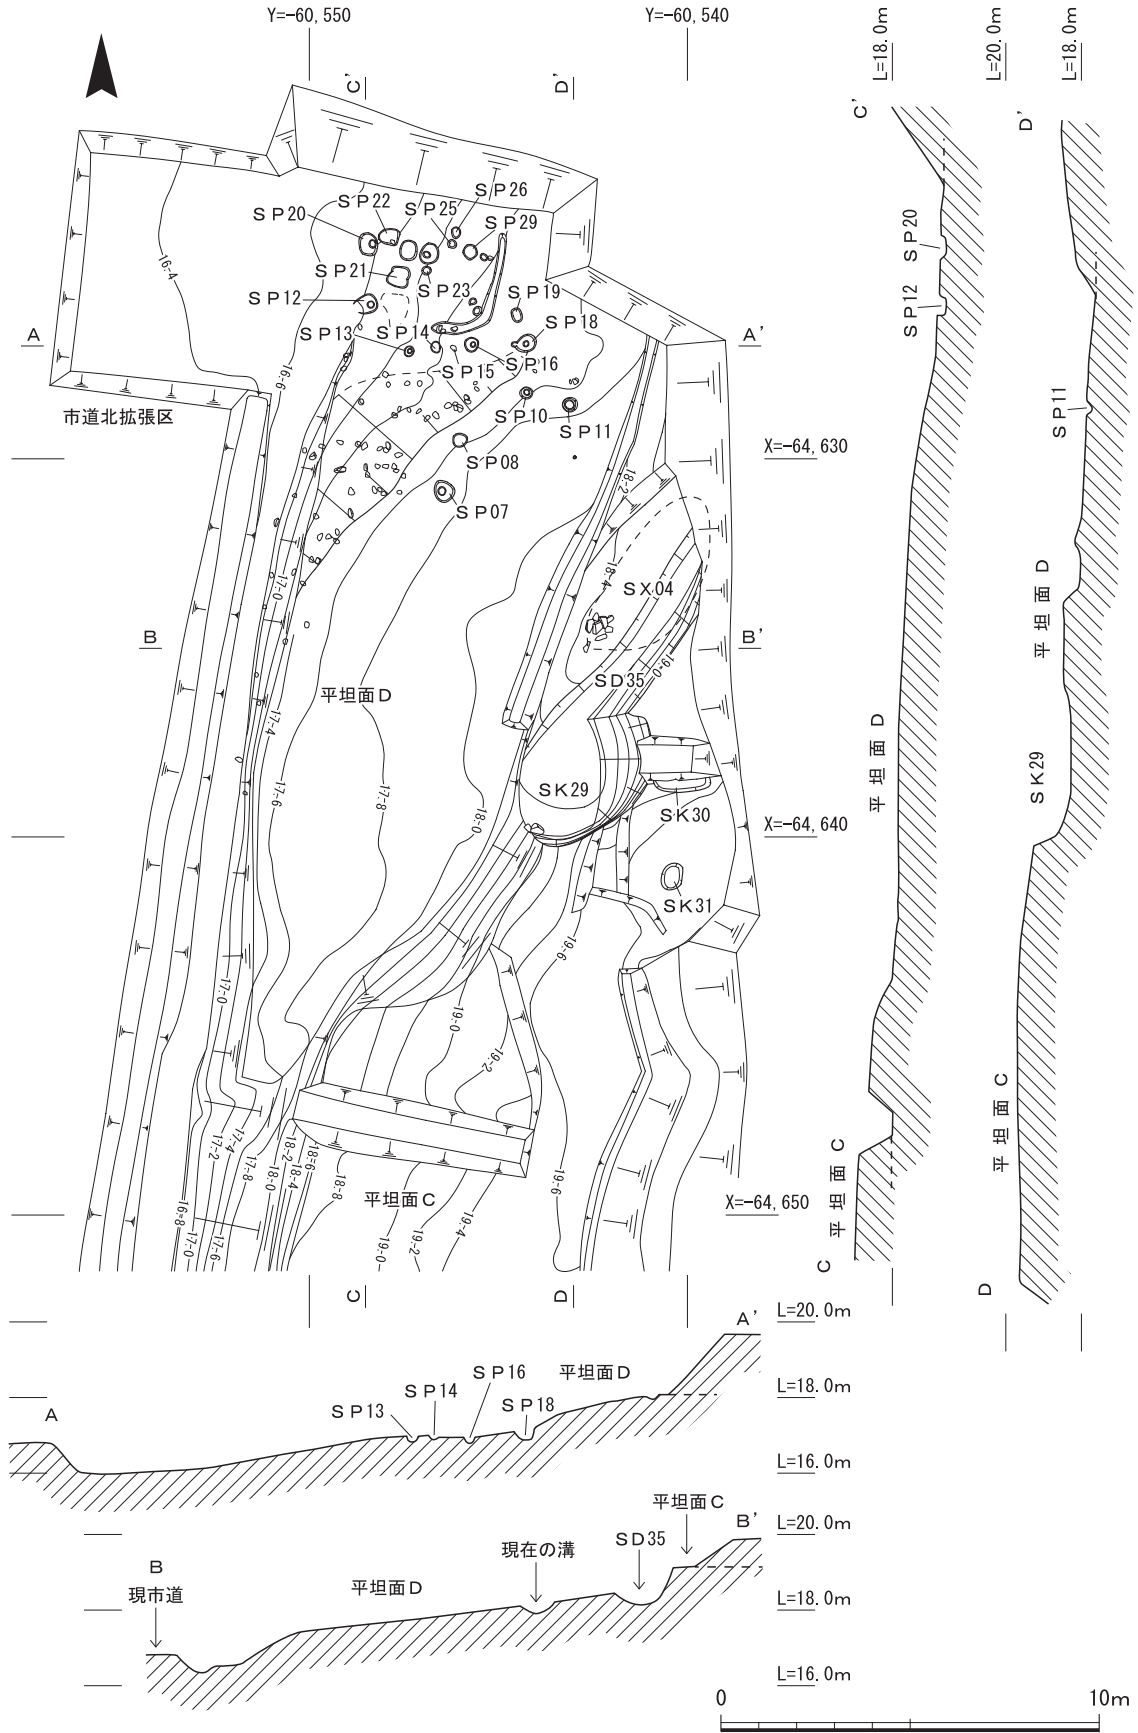 Y=-60,550
Y=-60,540
L=18.0m
L=20.0m
L=18.0m
C'
D'
C'
D'
SP26
SP22
SP25
SP20
SP29
SP21
SP23
SP12
SP19
SP14
SP18
SP13
SP16
SP15
SP10
SP11
SP08
SP07
A
A'
市道北拡張区
X=-64,630
16.4
16.6
18.2
18.4
SX04
B
B'
17.0
SD35
19.0
平坦面D
17.4
17.6
17.8
18.0
SK29
SK30
X=-64,640
SK31
19.6
17.0
19.0
19.2
17.2
17.4
17.8
18.0
18.2
18.4
18.6
18.8
平坦面C
19.6
X=-64,650
16.8
17.0
17.6
19.0
19.2
19.4
C
D
SP20
SP12
平坦面D
平坦面C
C
SP11
平坦面D
SK29
平坦面C
D
A
A'
L=20.0m
平坦面D
SP16
SP14
SP13
SP18
L=18.0m
L=16.0m
平坦面C
B'
L=20.0m
SD35
現在の溝
B
現市道
平坦面D
L=18.0m
L=16.0m
0
10m